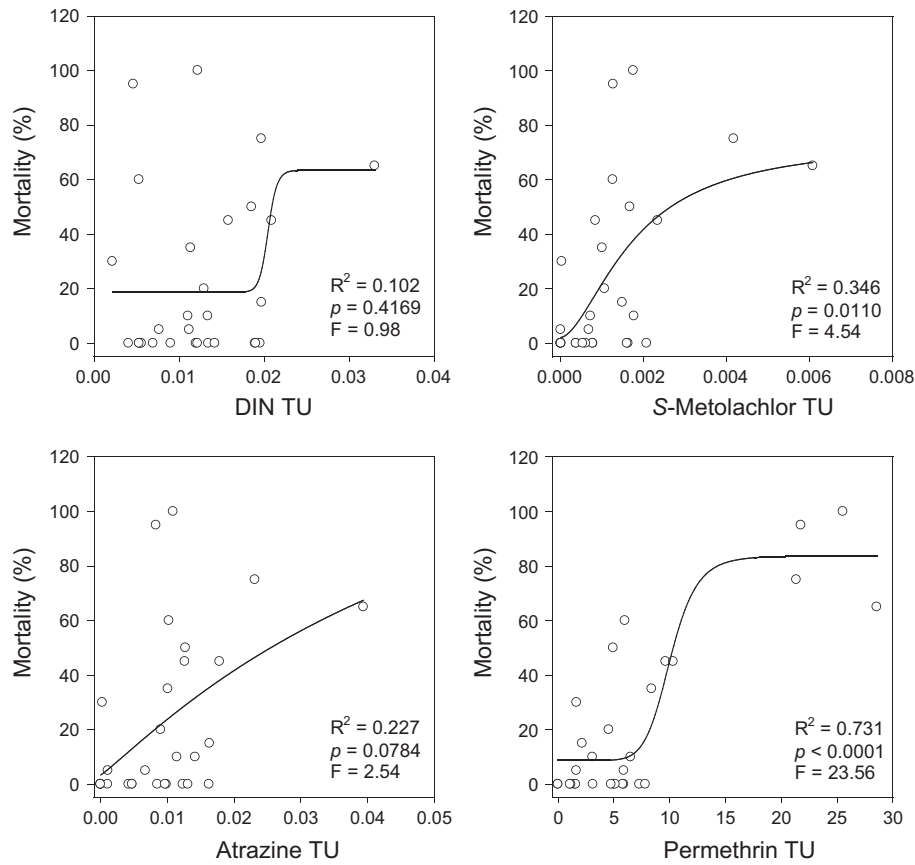 120
100
80
60
40
20
0
Mortality (%)
0.00 0.01 0.02 0.03 0.04
DIN TU
R² = 0.102
p = 0.4169
F = 0.98
120
100
80
60
40
20
0
Mortality (%)
0.000 0.002 0.004 0.006 0.008
S-Metolachlor TU
R² = 0.346
p = 0.0110
F = 4.54
120
100
80
60
40
20
0
Mortality (%)
0.00 0.01 0.02 0.03 0.04 0.05
Atrazine TU
R² = 0.227
p = 0.0784
F = 2.54
120
100
80
60
40
20
0
Mortality (%)
0 5 10 15 20 25 30
Permethrin TU
R² = 0.731
p < 0.0001
F = 23.56